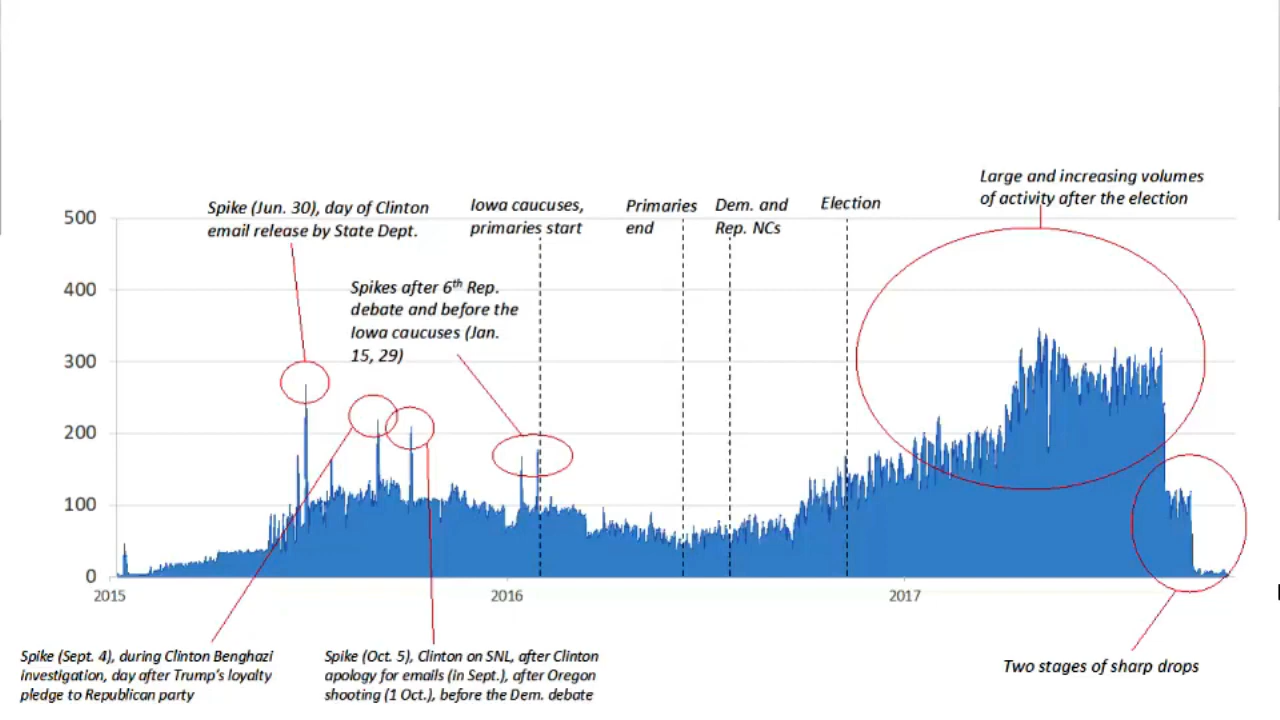 Large and increasing volumes
of activity after the election
Spike (Jun. 30), day of Clinton
email release by State Dept.
Iowa caucuses,
primaries start
Primaries
end
Dem. and
Rep. NCs
Election
Spikes after 6th Rep.
debate and before the
Iowa caucuses (Jan.
15, 29)
500
400
300
200
100
0
2015
2016
2017
Spike (Sept. 4), during Clinton Benghazi
investigation, day after Trump's loyalty
pledge to Republican party
Spike (Oct. 5), Clinton on SNL, after Clinton
apology for emails (in Sept.), after Oregon
shooting (1 Oct.), before the Dem. debate
Two stages of sharp drops